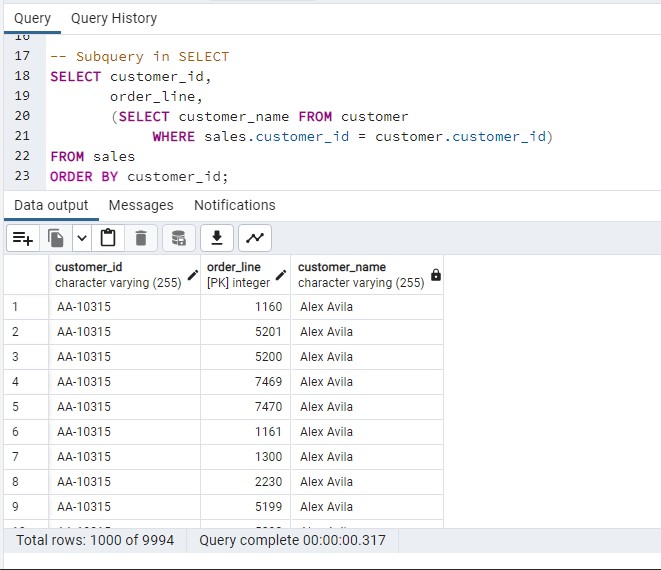 Query Query History
16
17 -- Subquery in SELECT
18 SELECT customer_id,
19 order_line,
20 (SELECT customer_name FROM customer
21 WHERE sales.customer_id = customer.customer_id)
22 FROM sales
23 ORDER BY customer_id;
Data output Messages Notifications
customer_id order_line customer_name
character varying (255) [PK] integer character varying (255)
1 AA-10315 1160 Alex Avila
2 AA-10315 5201 Alex Avila
3 AA-10315 5200 Alex Avila
4 AA-10315 7469 Alex Avila
5 AA-10315 7470 Alex Avila
6 AA-10315 1161 Alex Avila
7 AA-10315 1300 Alex Avila
8 AA-10315 2230 Alex Avila
9 AA-10315 5199 Alex Avila
Total rows: 1000 of 9994 Query complete 00:00:00.317